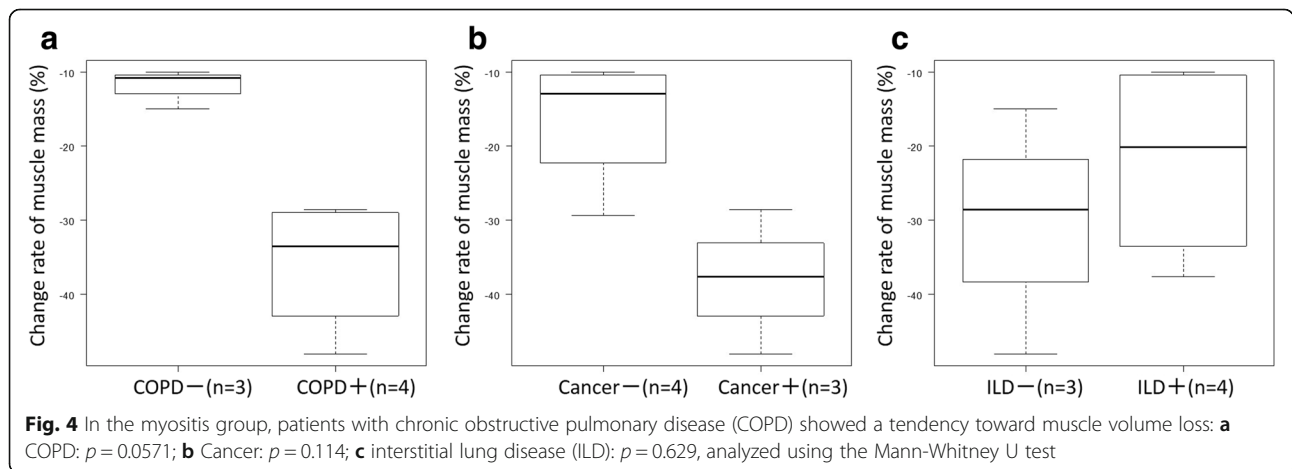 a
b
c
Change rate of muscle mass (%)
-10
-20
-30
-40
COPD−(n=3)
COPD+(n=4)
Change rate of muscle mass (%)
-10
-20
-30
-40
Cancer−(n=4)
Cancer+(n=3)
Change rate of muscle mass (%)
-10
-20
-30
-40
ILD−(n=3)
ILD+(n=4)
Fig. 4 In the myositis group, patients with chronic obstructive pulmonary disease (COPD) showed a tendency toward muscle volume loss: a
COPD: p = 0.0571; b Cancer: p = 0.114; c interstitial lung disease (ILD): p = 0.629, analyzed using the Mann-Whitney U test